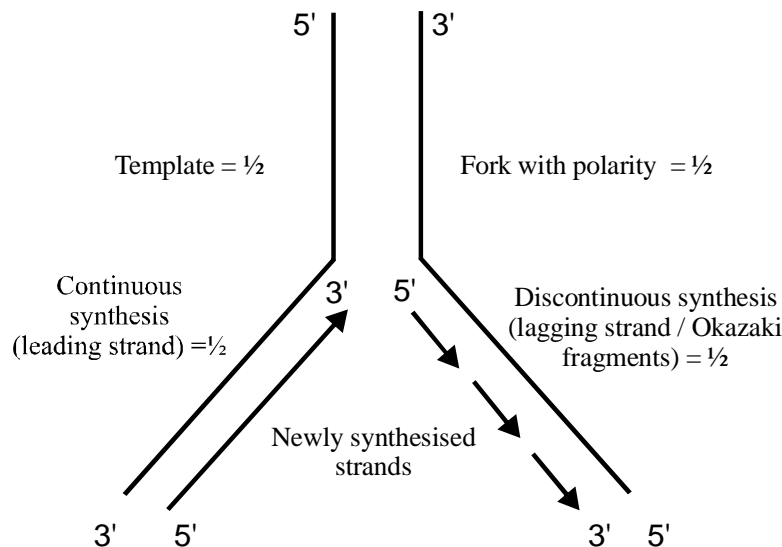 5'
3'
Template = ½
Fork with polarity = ½
3'
5'
Continuous
synthesis
(leading strand) =½
Discontinuous synthesis
(lagging strand / Okazaki
fragments) = ½
Newly synthesised
strands
3'
5'
3'
5'